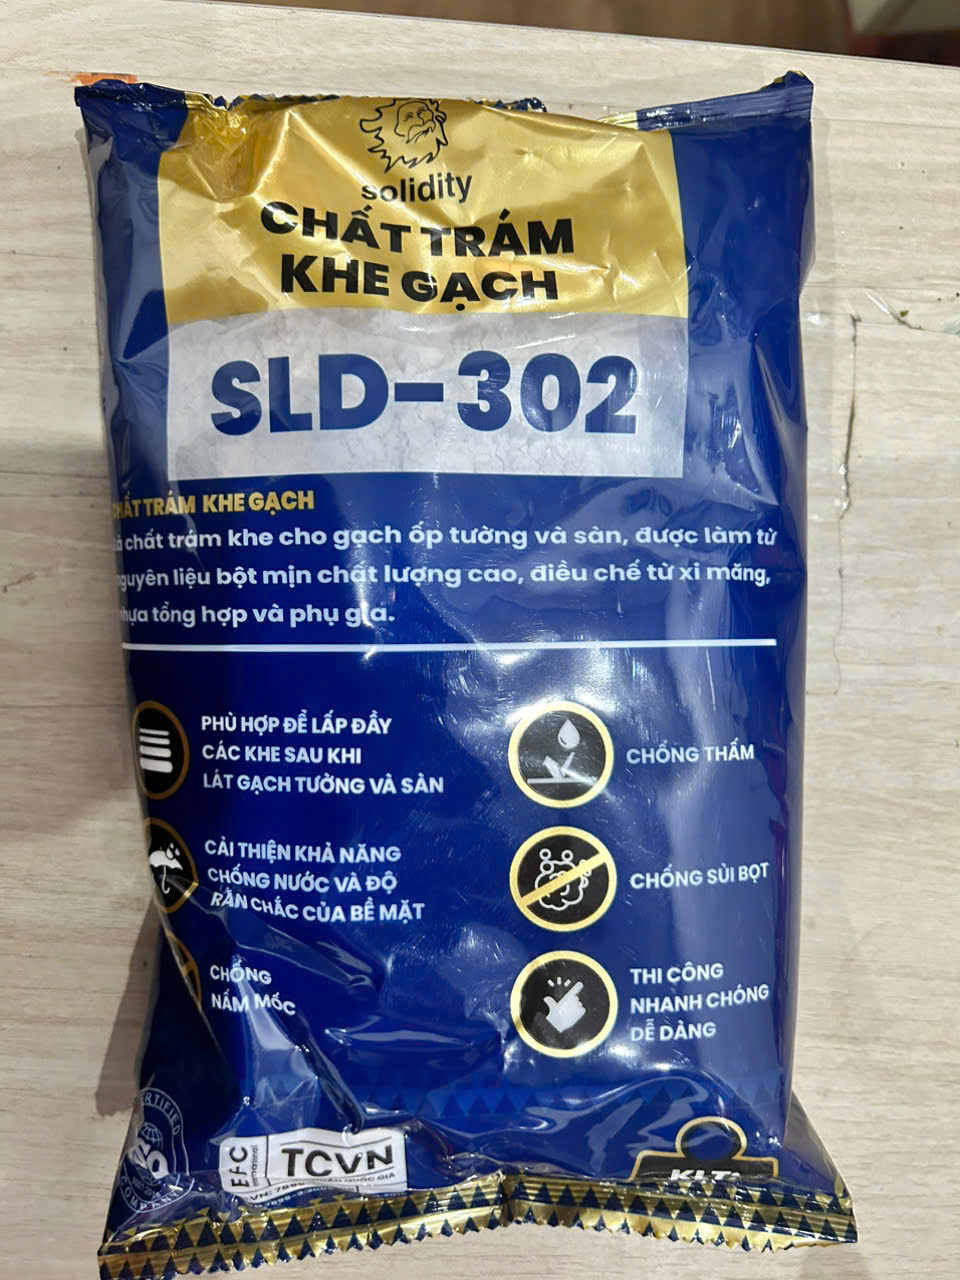 solidity
CHẤT TRÁM
KHE GẠCH
SLD-302
CHẤT TRÁM KHE GẠCH
Là chất trám khe cho gạch ốp tường và sàn, được làm từ
nguyên liệu bột mịn chất lượng cao, điều chế từ xi măng,
nhựa tổng hợp và phụ gia.
PHÙ HỢP ĐỂ LẤP ĐẦY
CÁC KHE SAU KHI
LÁT GẠCH TƯỜNG VÀ SÀN
CHỐNG THẤM
CẢI THIỆN KHẢ NĂNG
CHỐNG NƯỚC VÀ ĐỘ
RẮN CHẮC CỦA BỀ MẶT
CHỐNG SỦI BỌT
CHỐNG
NẤM MỐC
THI CÔNG
NHANH CHÓNG
DỄ DÀNG
CERTIFIED
ISO
COMPANY
TCVN